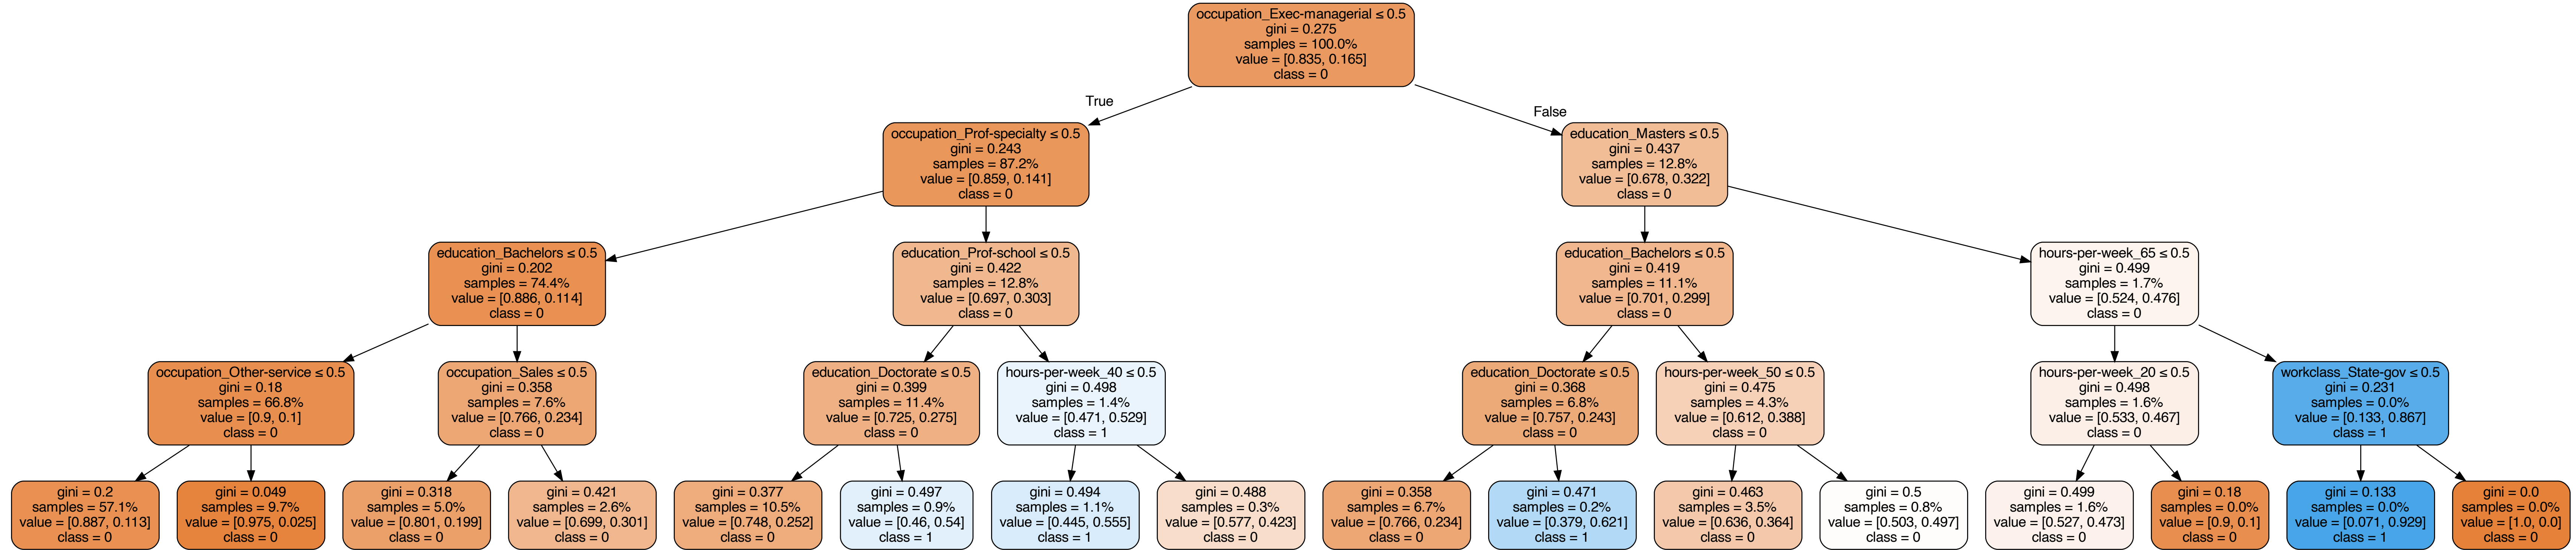 occupation_Exec-managerial ≤ 0.5
gini = 0.275
samples = 100.0%
value = [0.835, 0.165]
class = 0
True
False
occupation_Prof-specialty ≤ 0.5
gini = 0.243
samples = 87.2%
value = [0.859, 0.141]
class = 0
education_Masters ≤ 0.5
gini = 0.437
samples = 12.8%
value = [0.678, 0.322]
class = 0
education_Bachelors ≤ 0.5
gini = 0.202
samples = 74.4%
value = [0.886, 0.114]
class = 0
education_Prof-school ≤ 0.5
gini = 0.422
samples = 12.8%
value = [0.697, 0.303]
class = 0
education_Bachelors ≤ 0.5
gini = 0.419
samples = 11.1%
value = [0.701, 0.299]
class = 0
hours-per-week_65 ≤ 0.5
gini = 0.499
samples = 1.7%
value = [0.524, 0.476]
class = 0
occupation_Other-service ≤ 0.5
gini = 0.18
samples = 66.8%
value = [0.9, 0.1]
class = 0
occupation_Sales ≤ 0.5
gini = 0.358
samples = 7.6%
value = [0.766, 0.234]
class = 0
education_Doctorate ≤ 0.5
gini = 0.399
samples = 11.4%
value = [0.725, 0.275]
class = 0
hours-per-week_40 ≤ 0.5
gini = 0.498
samples = 1.4%
value = [0.471, 0.529]
class = 1
education_Doctorate ≤ 0.5
gini = 0.368
samples = 6.8%
value = [0.757, 0.243]
class = 0
hours-per-week_50 ≤ 0.5
gini = 0.475
samples = 4.3%
value = [0.612, 0.388]
class = 0
hours-per-week_20 ≤ 0.5
gini = 0.498
samples = 1.6%
value = [0.533, 0.467]
class = 0
workclass_State-gov ≤ 0.5
gini = 0.231
samples = 0.0%
value = [0.133, 0.867]
class = 1
gini = 0.2
samples = 57.1%
value = [0.887, 0.113]
class = 0
gini = 0.049
samples = 9.7%
value = [0.975, 0.025]
class = 0
gini = 0.318
samples = 5.0%
value = [0.801, 0.199]
class = 0
gini = 0.421
samples = 2.6%
value = [0.699, 0.301]
class = 0
gini = 0.377
samples = 10.5%
value = [0.748, 0.252]
class = 0
gini = 0.497
samples = 0.9%
value = [0.46, 0.54]
class = 1
gini = 0.494
samples = 1.1%
value = [0.445, 0.555]
class = 1
gini = 0.488
samples = 0.3%
value = [0.577, 0.423]
class = 0
gini = 0.358
samples = 6.7%
value = [0.766, 0.234]
class = 0
gini = 0.471
samples = 0.2%
value = [0.379, 0.621]
class = 1
gini = 0.463
samples = 3.5%
value = [0.636, 0.364]
class = 0
gini = 0.5
samples = 0.8%
value = [0.503, 0.497]
class = 0
gini = 0.499
samples = 1.6%
value = [0.527, 0.473]
class = 0
gini = 0.18
samples = 0.0%
value = [0.9, 0.1]
class = 0
gini = 0.133
samples = 0.0%
value = [0.071, 0.929]
class = 1
gini = 0.0
samples = 0.0%
value = [1.0, 0.0]
class = 0